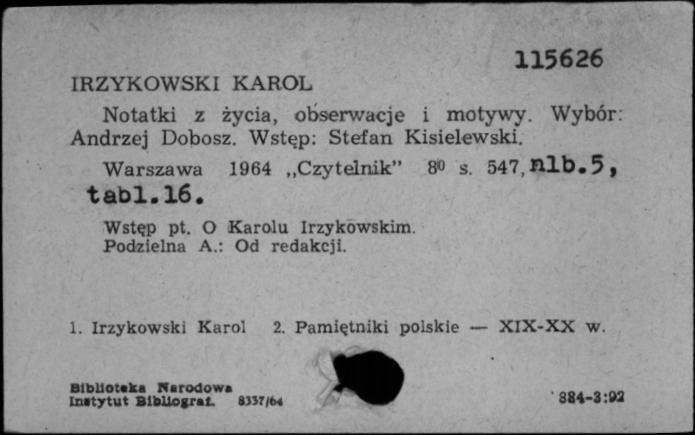 115626
IRZYKOWSKI KAROL
Notatki z życia, obserwacje i motywy. Wybór:
Andrzej Dobosz. Wstęp: Stefan Kisielewski.
Warszawa 1964 „Czytelnik” 8⁰ s. 547, nlb.5,
tabl.16.
Wstęp pt. O Karolu Irzykowskim.
Podzielna A.: Od redakcji.
1. Irzykowski Karol 2. Pamiętniki polskie — XIX-XX w.
Biblioteka Narodowa
Instytut Bibliograf. 8337/64
884-3:92